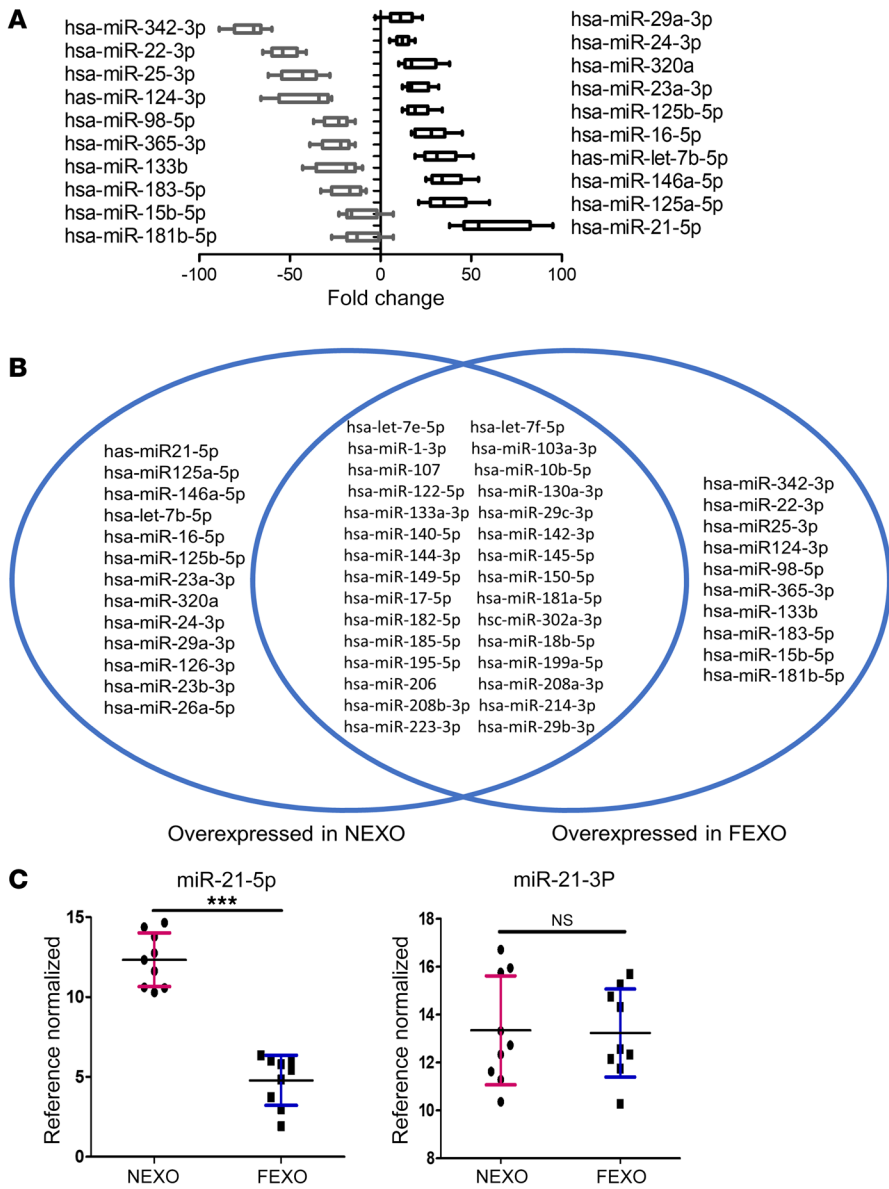 A
hsa-miR-342-3p
hsa-miR-22-3p
hsa-miR-25-3p
has-miR-124-3p
hsa-miR-98-5p
hsa-miR-365-3p
hsa-miR-133b
hsa-miR-183-5p
hsa-miR-15b-5p
hsa-miR-181b-5p
hsa-miR-29a-3p
hsa-miR-24-3p
hsa-miR-320a
hsa-miR-23a-3p
hsa-miR-125b-5p
hsa-miR-16-5p
has-miR-let-7b-5p
hsa-miR-146a-5p
hsa-miR-125a-5p
hsa-miR-21-5p
-100 -50 0 50 100
Fold change
B
has-miR21-5p
hsa-miR125a-5p
hsa-miR-146a-5p
hsa-let-7b-5p
hsa-miR-16-5p
hsa-miR-125b-5p
hsa-miR-23a-3p
hsa-miR-320a
hsa-miR-24-3p
hsa-miR-29a-3p
hsa-miR-126-3p
hsa-miR-23b-3p
hsa-miR-26a-5p
hsa-let-7e-5p hsa-let-7f-5p
hsa-miR-1-3p hsa-miR-103a-3p
hsa-miR-107 hsa-miR-10b-5p
hsa-miR-122-5p hsa-miR-130a-3p
hsa-miR-133a-3p hsa-miR-29c-3p
hsa-miR-140-5p hsa-miR-142-3p
hsa-miR-144-3p hsa-miR-145-5p
hsa-miR-149-5p hsa-miR-150-5p
hsa-miR-17-5p hsa-miR-181a-5p
hsa-miR-182-5p hsc-miR-302a-3p
hsa-miR-185-5p hsa-miR-18b-5p
hsa-miR-195-5p hsa-miR-199a-5p
hsa-miR-206 hsa-miR-208a-3p
hsa-miR-208b-3p hsa-miR-214-3p
hsa-miR-223-3p hsa-miR-29b-3p
hsa-miR-342-3p
hsa-miR-22-3p
hsa-miR25-3p
hsa-miR124-3p
hsa-miR-98-5p
hsa-miR-365-3p
hsa-miR-133b
hsa-miR-183-5p
hsa-miR-15b-5p
hsa-miR-181b-5p
Overexpressed in NEXO
Overexpressed in FEXO
C
miR-21-5p
***
Reference normalized
15
10
5
0
NEXO FEXO
miR-21-3P
NS
Reference normalized
18
16
14
12
10
8
NEXO FEXO